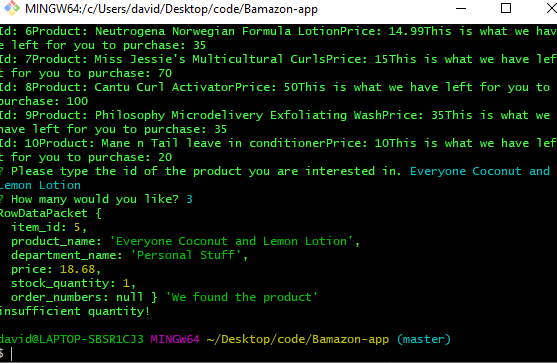 MINGW64:/c/Users/david/Desktop/code/Bamazon-app
Id: 6Product: Neutrogena Norwegian Formula LotionPrice: 14.99This is what we hav
e left for you to purchase: 35
Id: 7Product: Miss Jessie's Multicultural CurlsPrice: 15This is what we have lef
t for you to purchase: 70
Id: 8Product: Cantu Curl ActivatorPrice: 50This is what we have left for you to
purchase: 100
Id: 9Product: Philosophy Microdelivery Exfoliating WashPrice: 35This is what we
have left for you to purchase: 35
Id: 10Product: Mane n Tail leave in conditionerPrice: 10This is what we have lef
t for you to purchase: 20
? Please type the id of the product you are interested in. Everyone Coconut and
Lemon Lotion
? How many would you like? 3
RowDataPacket {
item_id: 5,
product_name: 'Everyone Coconut and Lemon Lotion',
department_name: 'Personal Stuff',
price: 18.68,
stock_quantity: 1,
order_numbers: null } 'We found the product'
insufficient quantity!
david@LAPTOP-SBSR1CJ3 MINGW64 ~/Desktop/code/Bamazon-app (master)
$